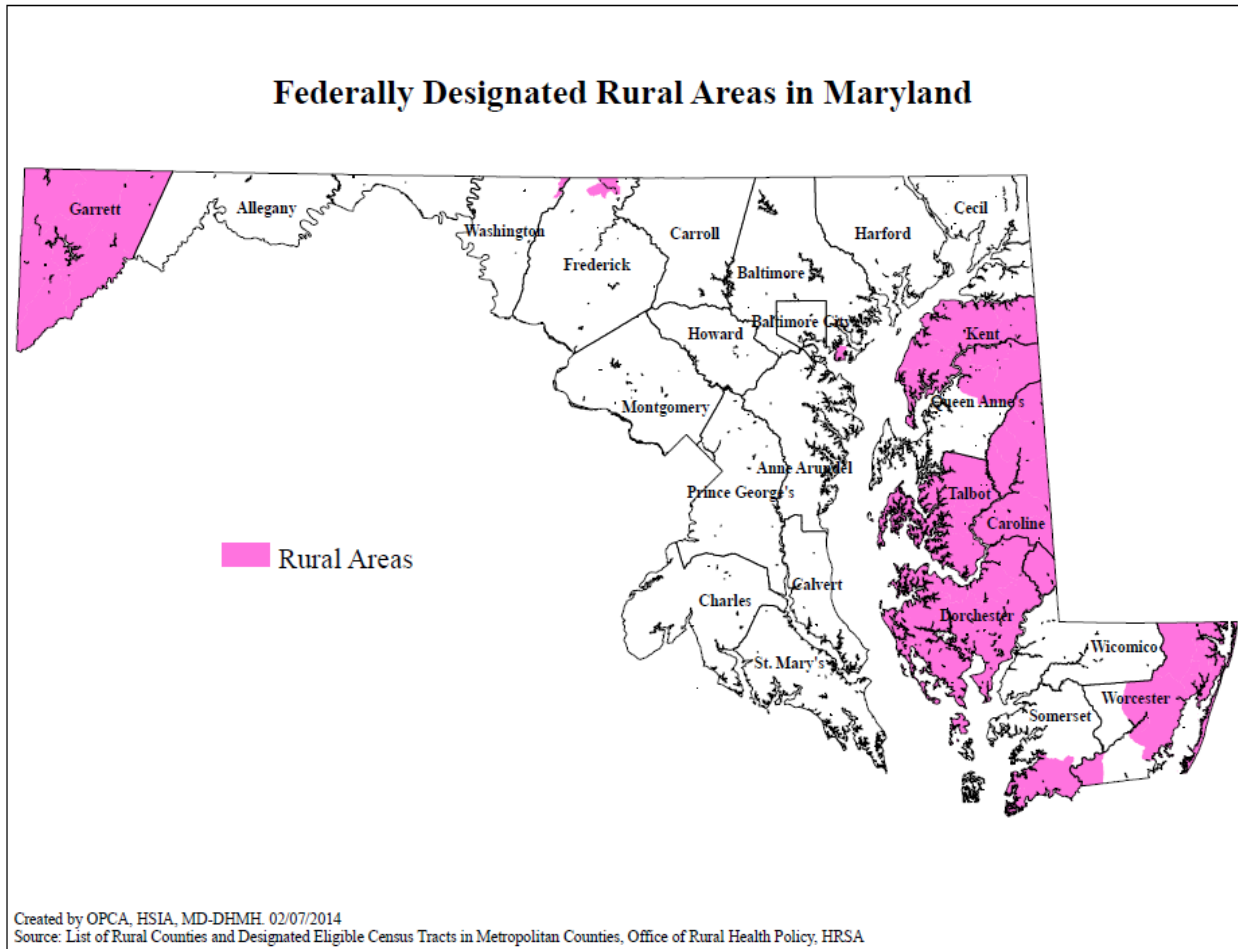 Federally Designated Rural Areas in Maryland
Garrett
Allegany
Washington
Frederick
Carroll
Baltimore
Harford
Cecil
Baltimore City
Howard
Kent
Montgomery
Queen Anne's
Anne Arundel
Prince George's
Talbot
Caroline
Rural Areas
Calvert
Charles
Dorchester
St. Mary's
Wicomico
Worcester
Somerset
Created by OPCA, HSIA, MD-DHMH. 02/07/2014
Source: List of Rural Counties and Designated Eligible Census Tracts in Metropolitan Counties, Office of Rural Health Policy, HRSA